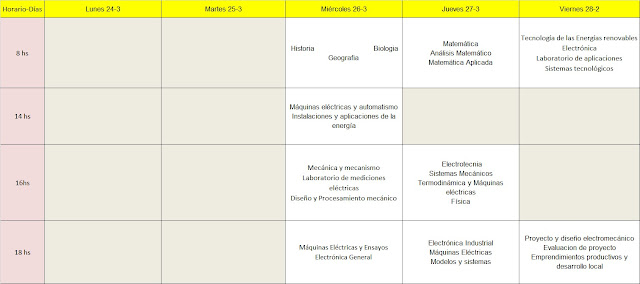 Horario-Días Lunes 24-3 Martes 25-3 Miércoles 26-3 Jueves 27-3 Viernes 28-2
8 hs
Historia Biologia
Geografia
Matemática
Análisis Matemático
Matemática Aplicada
Tecnología de las Energías renovables
Electrónica
Laboratorio de aplicaciones
Sistemas tecnológicos
14 hs
Máquinas eléctricas y automatismo
Instalaciones y aplicaciones de la
energía
16hs
Mecánica y mecanismo
Laboratorio de mediciones
eléctricas
Diseño y Procesamiento mecánico
Electrotecnia
Sistemas Mecánicos
Termodinámica y Máquinas
eléctricas
Física
18 hs
Máquinas Eléctricas y Ensayos
Electrónica General
Electrónica Industrial
Máquinas Eléctricas
Modelos y sistemas
Proyecto y diseño electromecánico
Evaluacion de proyecto
Emprendimientos productivos y
desarrollo local